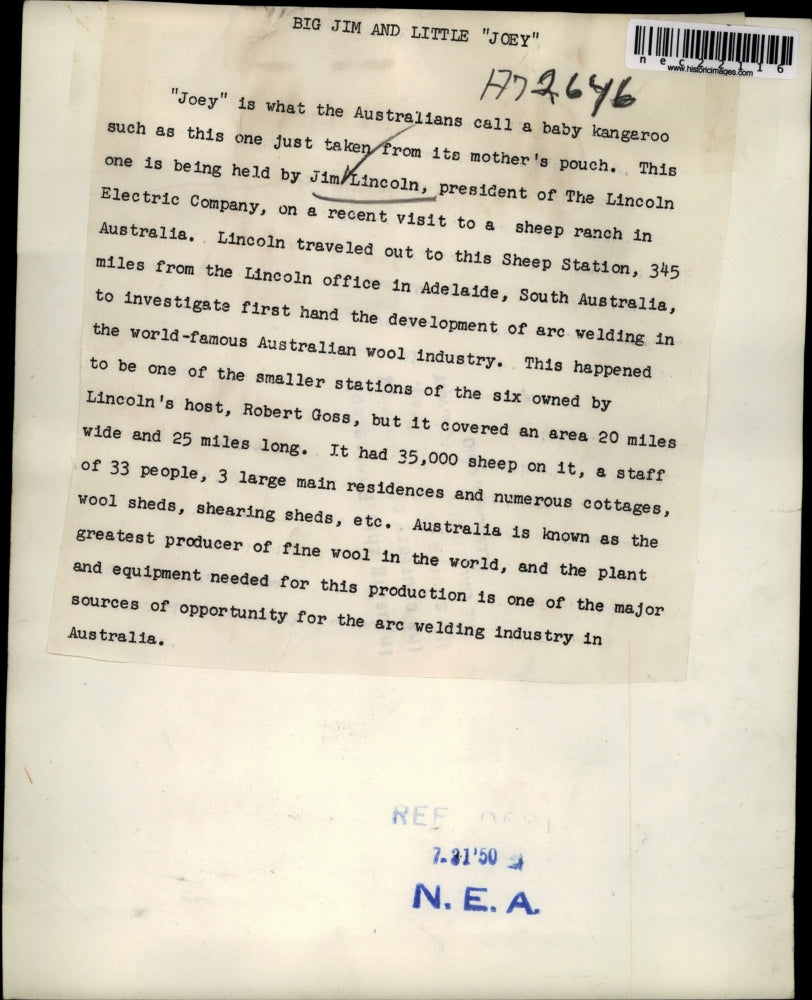 BIG JIM AND LITTLE "JOEY"
nec22116
www.historicimages.com
H72646
"Joey" is what the Australians call a baby kangaroo
such as this one just taken from its mother's pouch. This
one is being held by Jim Lincoln, president of The Lincoln
Electric Company, on a recent visit to a sheep ranch in
Australia. Lincoln traveled out to this Sheep Station, 345
miles from the Lincoln office in Adelaide, South Australia,
to investigate first hand the development of arc welding in
the world-famous Australian wool industry. This happened
to be one of the smaller stations of the six owned by
Lincoln's host, Robert Goss, but it covered an area 20 miles
wide and 25 miles long. It had 35,000 sheep on it, a staff
of 33 people, 3 large main residences and numerous cottages,
wool sheds, shearing sheds, etc. Australia is known as the
greatest producer of fine wool in the world, and the plant
and equipment needed for this production is one of the major
sources of opportunity for the arc welding industry in
Australia.
REF
7-21'50
N. E. A.